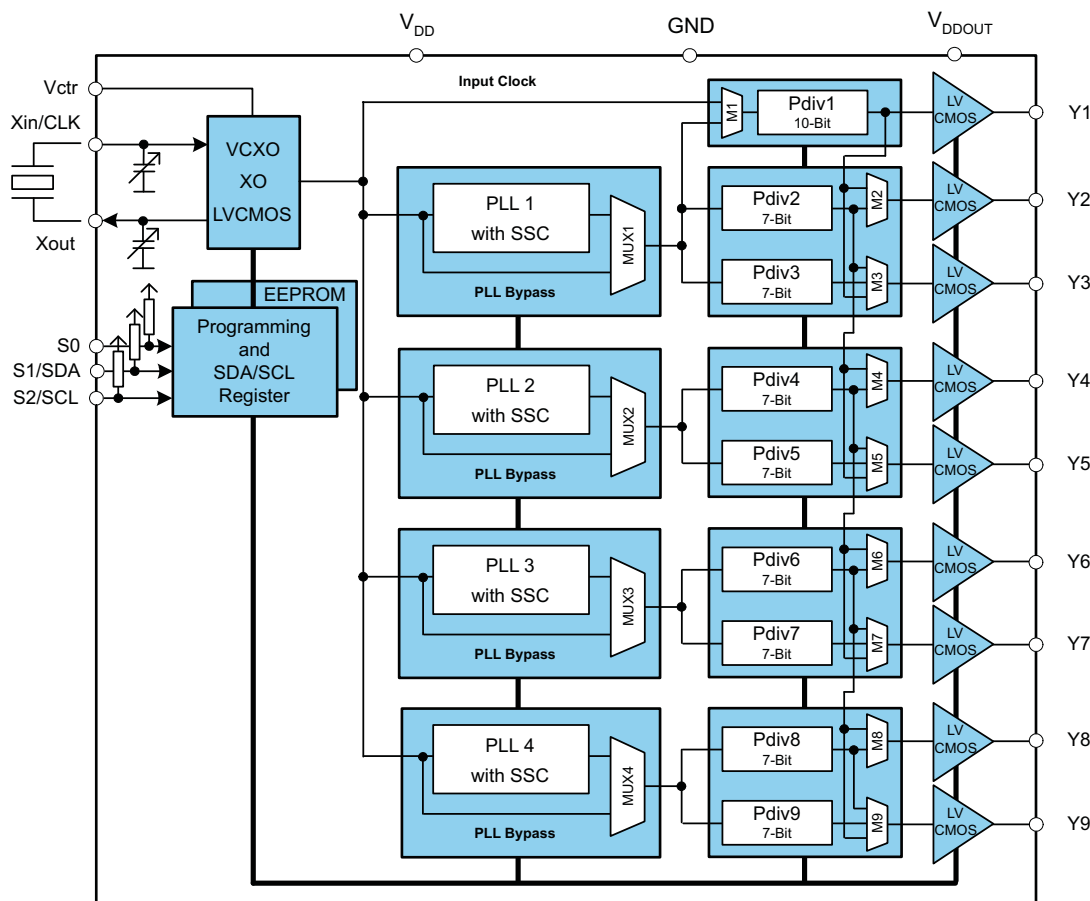 VDD
GND
VDDOUT
Input Clock
Vctr
Xin/CLK
Xout
VCXO
XO
LVCMOS
EEPROM
Programming
and
SDA/SCL
Register
S0
S1/SDA
S2/SCL
PLL 1
with SSC
MUX1
PLL Bypass
PLL 2
with SSC
MUX2
PLL Bypass
PLL 3
with SSC
MUX3
PLL Bypass
PLL 4
with SSC
MUX4
PLL Bypass
M1
Pdiv1
10-Bit
LV
CMOS
Y1
Pdiv2
7-Bit
M2
LV
CMOS
Y2
Pdiv3
7-Bit
M3
LV
CMOS
Y3
Pdiv4
7-Bit
M4
LV
CMOS
Y4
Pdiv5
7-Bit
M5
LV
CMOS
Y5
Pdiv6
7-Bit
M6
LV
CMOS
Y6
Pdiv7
7-Bit
M7
LV
CMOS
Y7
Pdiv8
7-Bit
M8
LV
CMOS
Y8
Pdiv9
7-Bit
M9
LV
CMOS
Y9